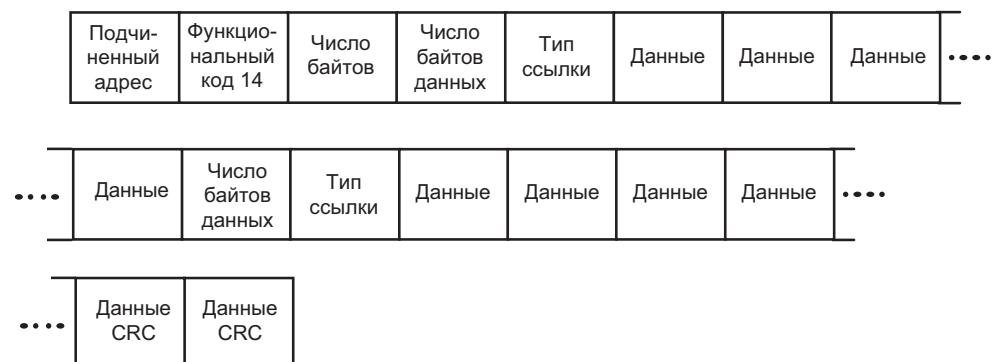 Подчи-
ненный
адрес
Функцио-
нальный
код 14
Число
байтов
Число
байтов
данных
Тип
ссылки
Данные
Данные
Данные
Данные
Число
байтов
данных
Тип
ссылки
Данные
Данные
Данные
Данные
Данные
CRC
Данные
CRC